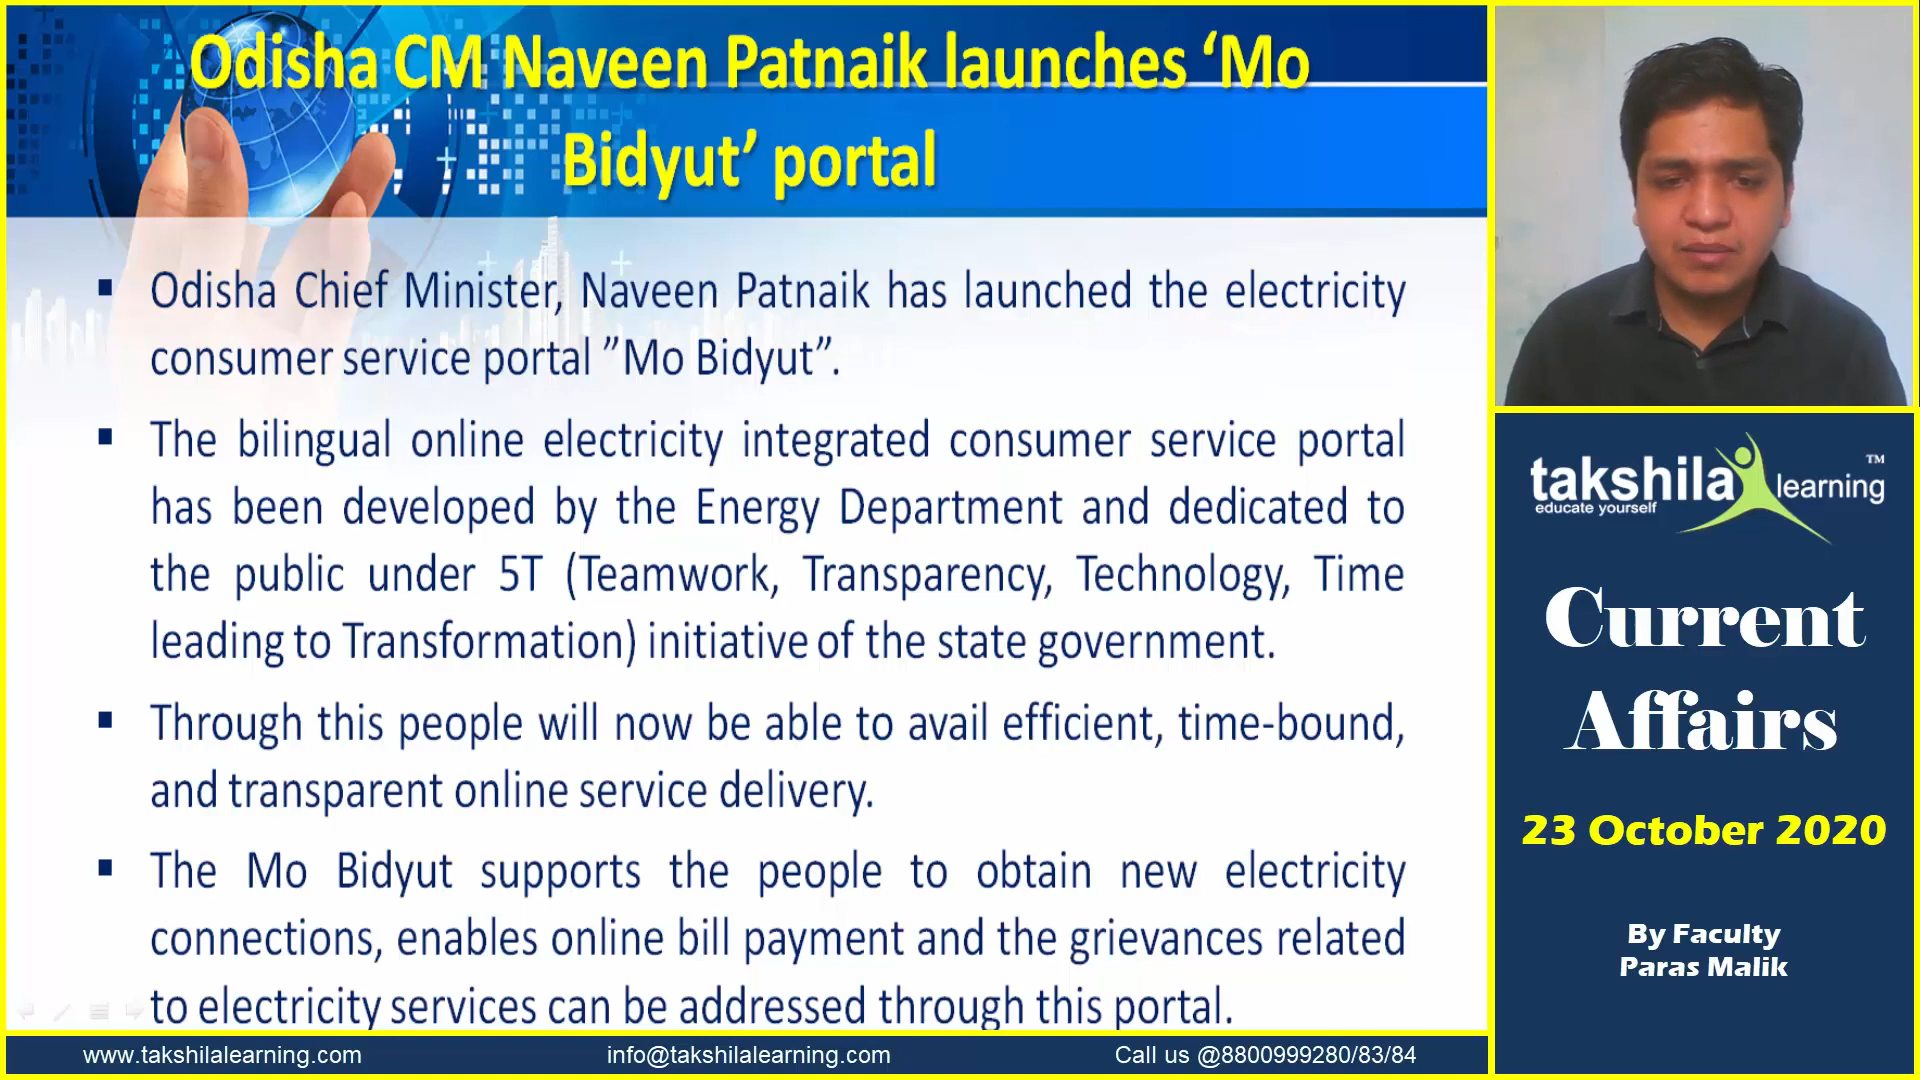 Odisha CM Naveen Patnaik launches ‘Mo
Bidyut’ portal
▪ Odisha Chief Minister, Naveen Patnaik has launched the electricity
consumer service portal ”Mo Bidyut”.
▪ The bilingual online electricity integrated consumer service portal
has been developed by the Energy Department and dedicated to
the public under 5T (Teamwork, Transparency, Technology, Time
leading to Transformation) initiative of the state government.
▪ Through this people will now be able to avail efficient, time-bound,
and transparent online service delivery.
▪ The Mo Bidyut supports the people to obtain new electricity
connections, enables online bill payment and the grievances related
to electricity services can be addressed through this portal.
www.takshilalearning.com info@takshilalearning.com Call us @8800999280/83/84
takshila learning ™
educate yourself
Current
Affairs
23 October 2020
By Faculty
Paras Malik